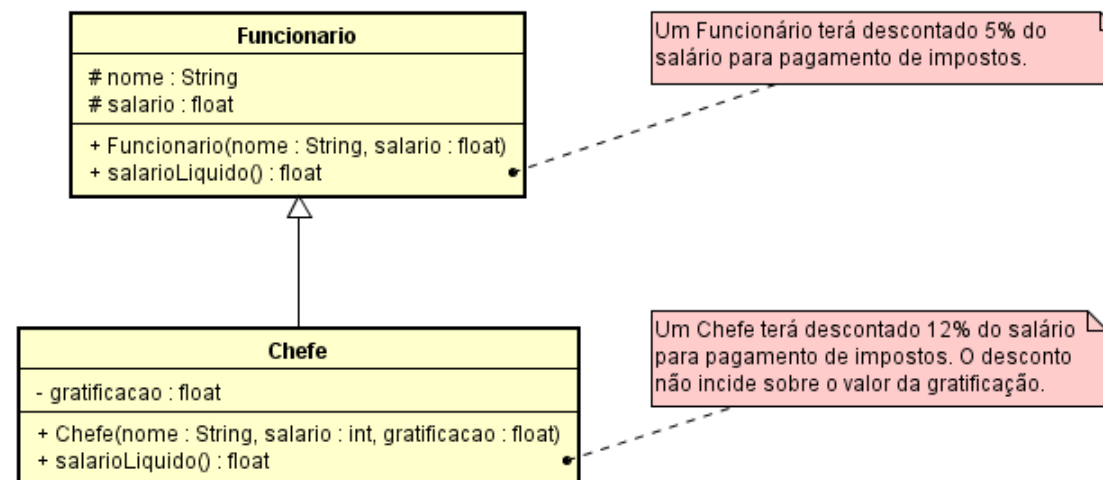 Funcionario
# nome : String
# salario : float
+ Funcionario(nome : String, salario : float)
+ salarioLiquido() : float
Um Funcionário terá descontado 5% do
salário para pagamento de impostos.
Chefe
- gratificacao : float
+ Chefe(nome : String, salario : int, gratificacao : float)
+ salarioLiquido() : float
Um Chefe terá descontado 12% do salário
para pagamento de impostos. O desconto
não incide sobre o valor da gratificação.